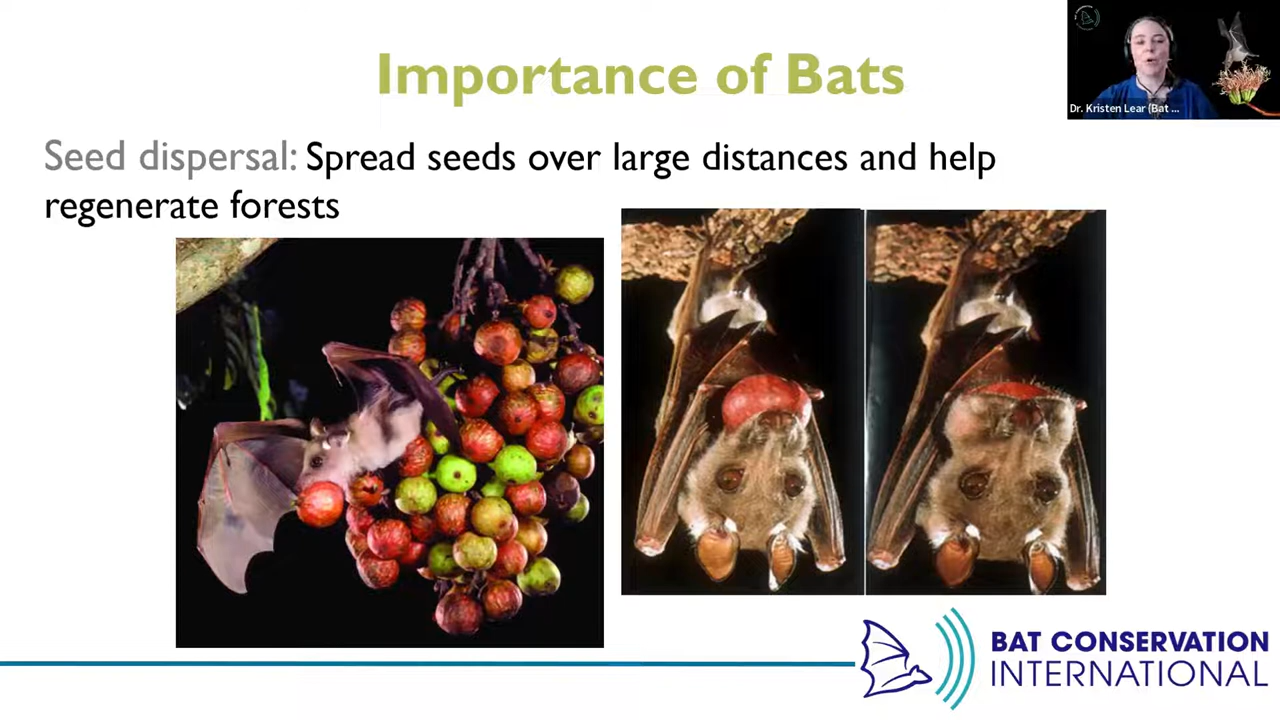 Importance of Bats
Dr. Kristen Lear (Bat ...
Seed dispersal: Spread seeds over large distances and help
regenerate forests
BAT CONSERVATION
INTERNATIONAL